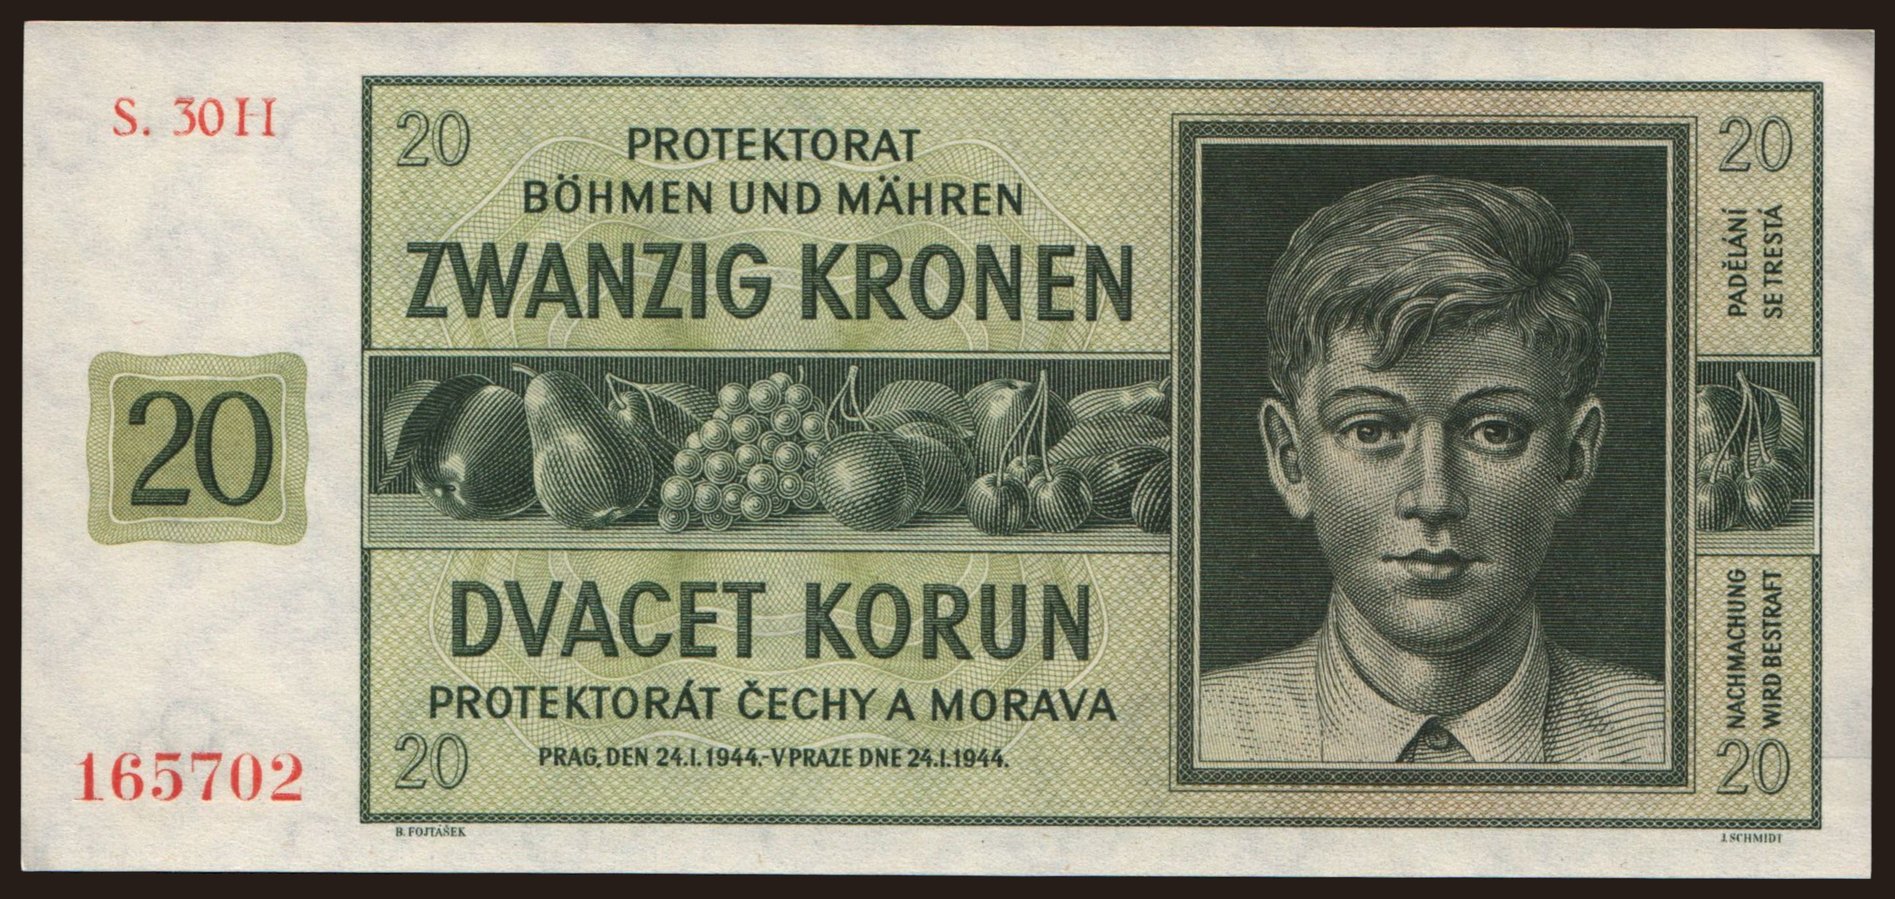 S. 30 H
20
20
PROTEKTORAT
BÖHMEN UND MÄHREN
ZWANZIG KRONEN
PADĚLÁNÍ
SE TRESTÁ
20
DVACET KORUN
PROTEKTORÁT ČECHY A MORAVA
NACHMACHUNG
WIRD BESTRAFT
165702
20
PRAG, DEN 24.I.1944.-V PRAZE DNE 24.I.1944.
20
B. FOJTÁŠEK
J. SCHMIDT